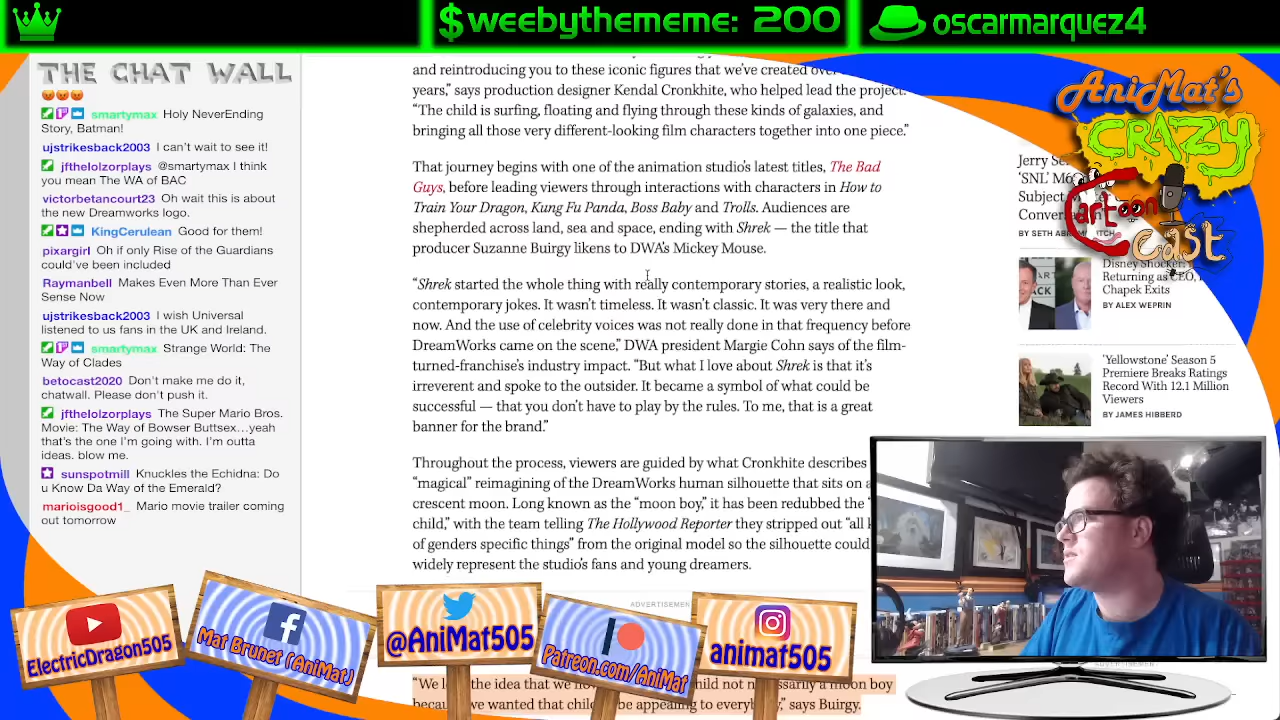 $weebythememe: 200
oscarmarquez4
THE CHAT WALL
smartymax Holy NeverEnding
Story, Batman!
ujstrikesback2003 I can't wait to see it!
jfthelolzorplays @smartymax I think
you mean The WA of BAC
victorbetancourt23 Oh wait this is about
the new Dreamworks logo.
KingCerulean Good for them!
pixargirl Oh if only Rise of the Guardians
could've been included
Raymanbell Makes Even More Than Ever
Sense Now
ujstrikesback2003 I wish Universal
listened to us fans in the UK and Ireland.
smartymax Strange World: The
Way of Clades
betocast2020 Don't make me do it,
chatwall. Please don't push it.
jfthelolzorplays The Super Mario Bros.
Movie: The Way of Bowser Buttsex...yeah
that's the one I'm going with. I'm outta
ideas. blow me.
sunspotmill Knuckles the Echidna: Do
u Know Da Way of the Emerald?
marioisgood1_ Mario movie trailer coming
out tomorrow
and reintroducing you to these iconic figures that we've created over
years," says production designer Kendal Cronkhite, who helped lead the project.
"The child is surfing, floating and flying through these kinds of galaxies, and
bringing all those very different-looking film characters together into one piece."
That journey begins with one of the animation studio's latest titles, The Bad
Guys, before leading viewers through interactions with characters in How to
Train Your Dragon, Kung Fu Panda, Boss Baby and Trolls. Audiences are
shepherded across land, sea and space, ending with Shrek — the title that
producer Suzanne Buirgy likens to DWA's Mickey Mouse.
"Shrek started the whole thing with really contemporary stories, a realistic look,
contemporary jokes. It wasn't timeless. It wasn't classic. It was very there and
now. And the use of celebrity voices was not really done in that frequency before
DreamWorks came on the scene," DWA president Margie Cohn says of the film-
turned-franchise's industry impact. "But what I love about Shrek is that it's
irreverent and spoke to the outsider. It became a symbol of what could be
successful — that you don't have to play by the rules. To me, that is a great
banner for the brand."
Throughout the process, viewers are guided by what Cronkhite describes
"magical" reimagining of the DreamWorks human silhouette that sits on a
crescent moon. Long known as the "moon boy," it has been redubbed the "
child," with the team telling The Hollywood Reporter they stripped out "all
of genders specific things" from the original model so the silhouette could
widely represent the studio's fans and young dreamers.
ADVERTISEMEN
"We the idea that we child not a moon boy
we wanted that child be appealing to every says Buirgy.
AniMat's
CRAZY
Cartoon
Cast
Jerry
'SNL'
Subject
BY SETH
Disney Shocker:
Returning as CEO,
Chapek Exits
BY ALEX WEPRIN
'Yellowstone' Season 5
Premiere Breaks Ratings
Record With 12.1 Million
Viewers
BY JAMES HIBBERD
ElectricDragon505
Mat Brunet (AniMat)
@AniMat505
Patreon.com/AniMat
animat505